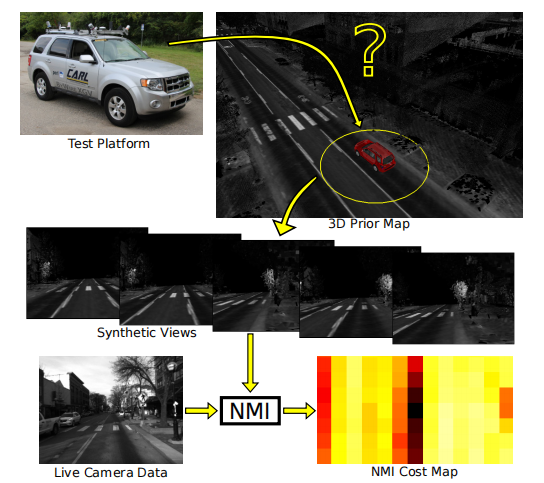 CARL
?
Test Platform
3D Prior Map
Synthetic Views
NMI
Live Camera Data
NMI Cost Map